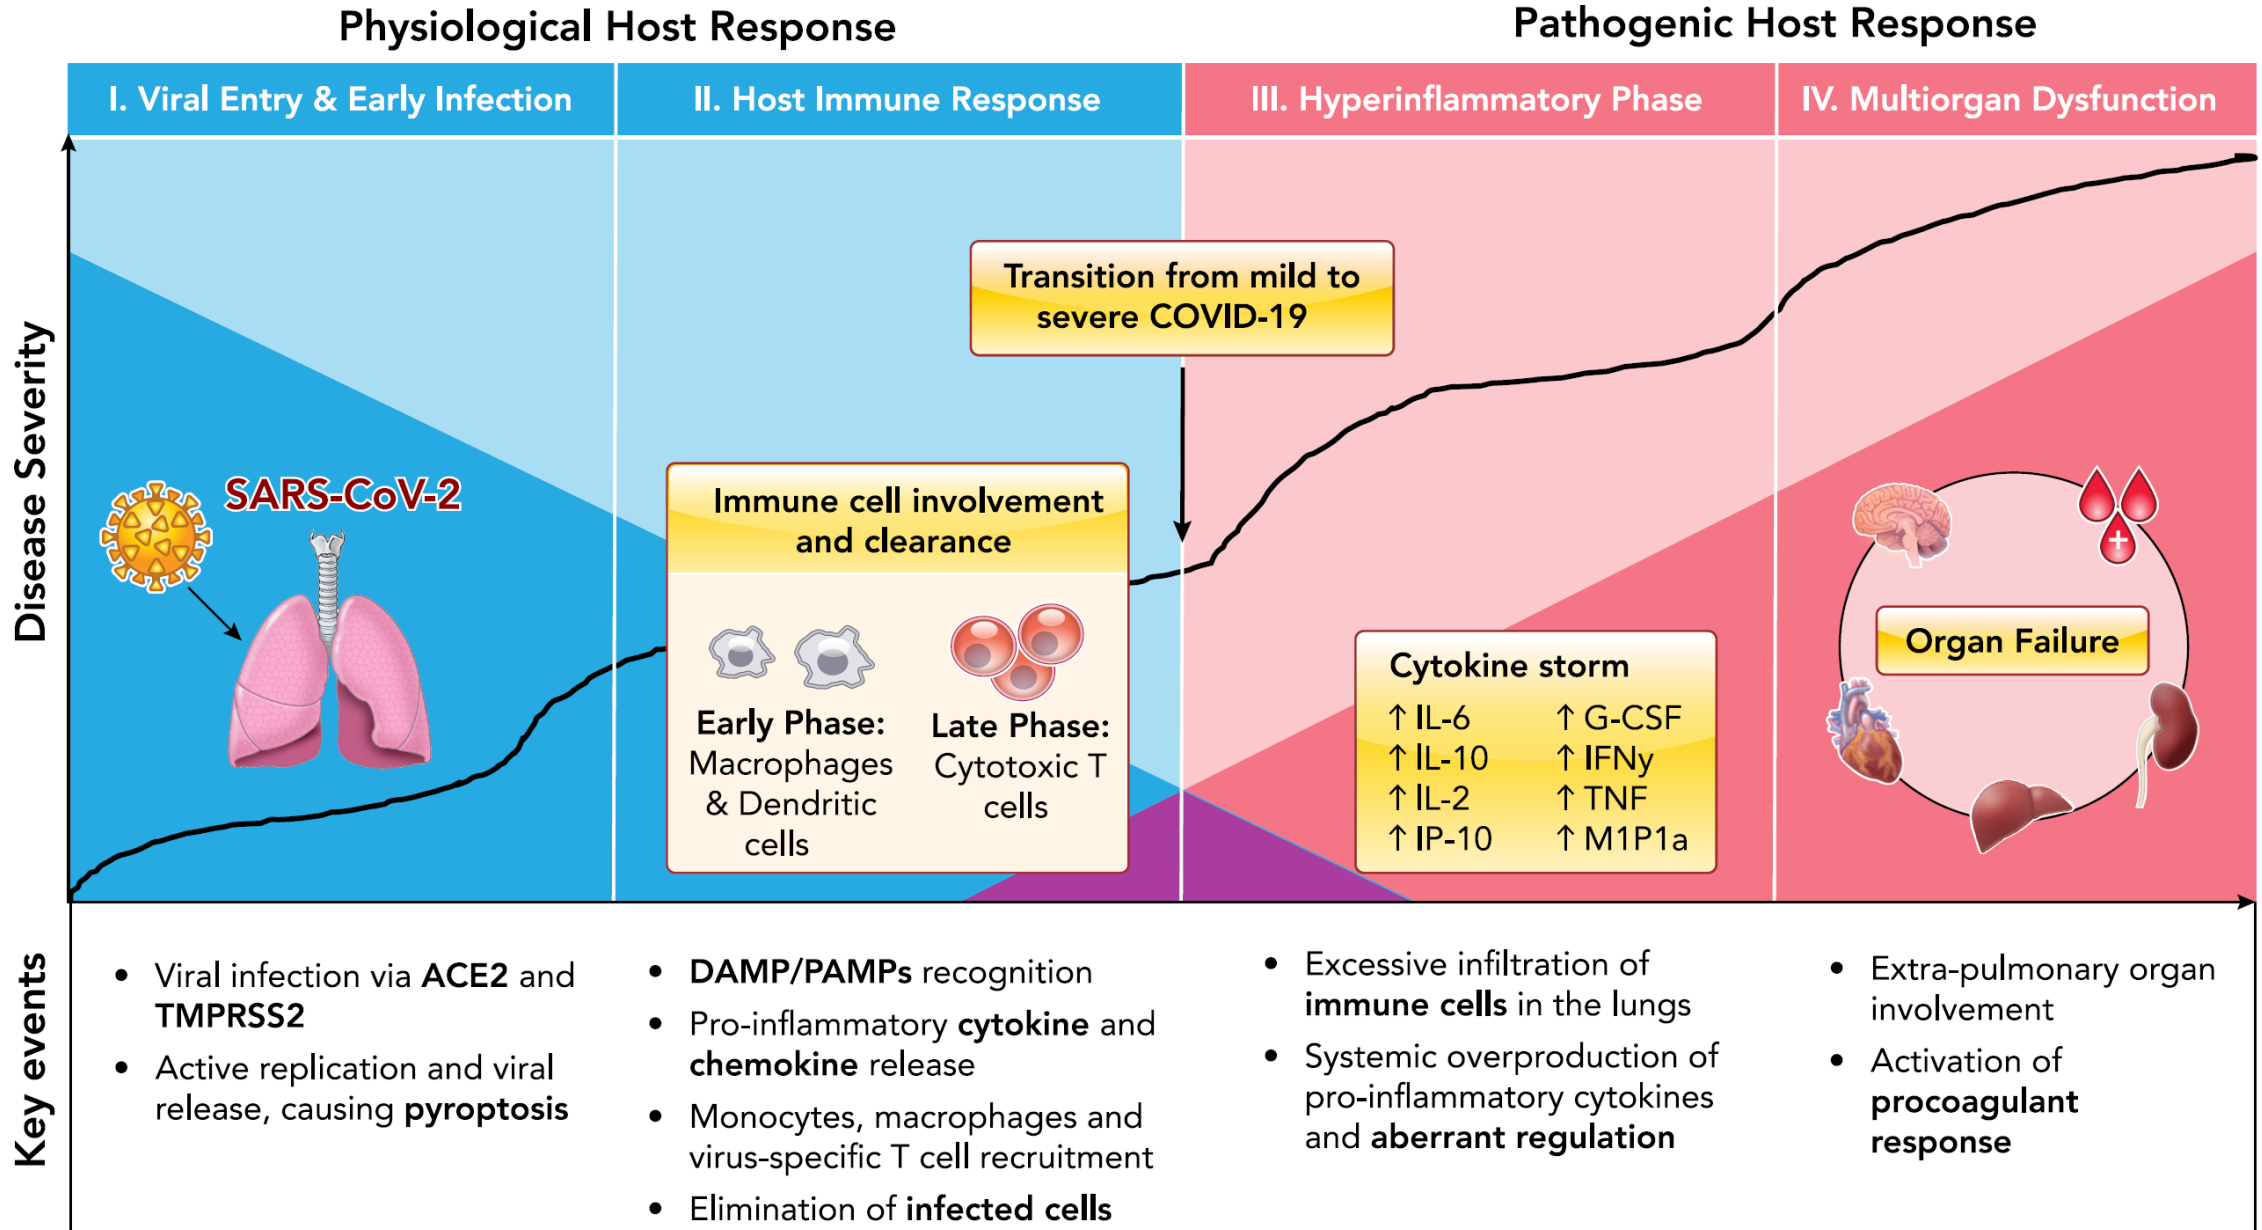 Physiological Host Response
Pathogenic Host Response
I. Viral Entry & Early Infection
II. Host Immune Response
III. Hyperinflammatory Phase
IV. Multiorgan Dysfunction
Disease Severity
SARS-CoV-2
Immune cell involvement
and clearance
Early Phase:
Macrophages
& Dendritic
cells
Late Phase:
Cytotoxic T
cells
Transition from mild to
severe COVID-19
Cytokine storm
↑ IL-6
↑ IL-10
↑ IL-2
↑ IP-10
↑ G-CSF
↑ IFNy
↑ TNF
↑ M1P1a
Organ Failure
Key events
• Viral infection via ACE2 and
TMPRSS2
• Active replication and viral
release, causing pyroptosis
• DAMP/PAMPs recognition
• Pro-inflammatory cytokine and
chemokine release
• Monocytes, macrophages and
virus-specific T cell recruitment
• Elimination of infected cells
• Excessive infiltration of
immune cells in the lungs
• Systemic overproduction of
pro-inflammatory cytokines
and aberrant regulation
• Extra-pulmonary organ
involvement
• Activation of
procoagulant
response